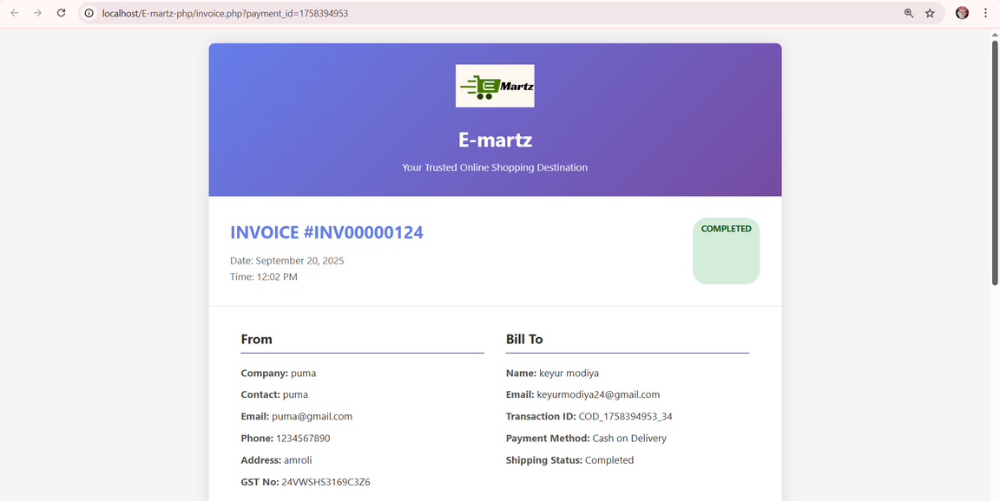 localhost/E-martz-php/invoice.php?payment_id=1758394953
E Martz
E-martz
Your Trusted Online Shopping Destination
INVOICE #INV00000124
COMPLETED
Date: September 20, 2025
Time: 12:02 PM
From
Company: puma
Contact: puma
Email: puma@gmail.com
Phone: 1234567890
Address: amroli
GST No: 24VWSHS3169C3Z6
Bill To
Name: keyur modiya
Email: keyurmodiya24@gmail.com
Transaction ID: COD_1758394953_34
Payment Method: Cash on Delivery
Shipping Status: Completed